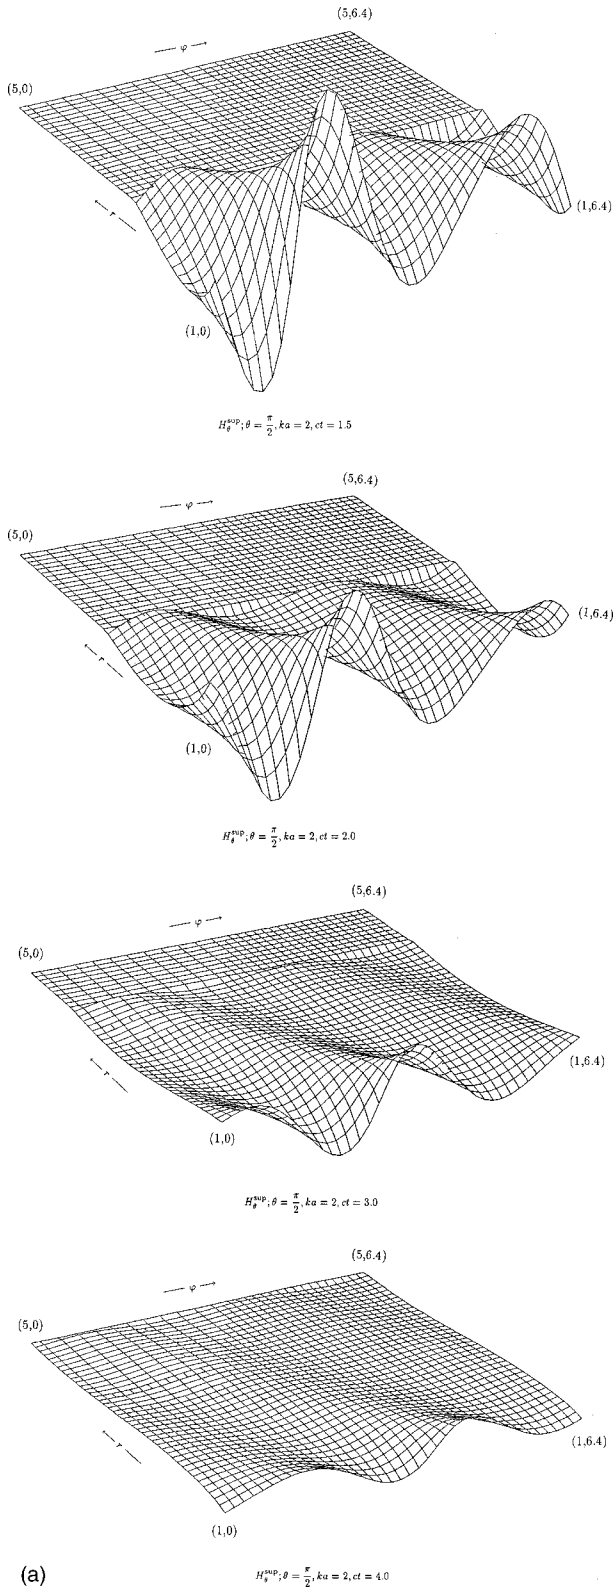 (5,6.4)
φ
(5,0)
r
(1,6.4)
(1,0)
H_θ^sup; θ = π/2, ka = 2, ct = 1.5
(5,6.4)
φ
(5,0)
(1,6.4)
r
(1,0)
H_θ^sup; θ = π/2, ka = 2, ct = 2.0
(5,6.4)
φ
(5,0)
(1,6.4)
r
(1,0)
H_θ^sup; θ = π/2, ka = 2, ct = 3.0
(5,6.4)
φ
(5,0)
r
(1,6.4)
(1,0)
(a)
H_θ^sup; θ = π/2, ka = 2, ct = 4.0